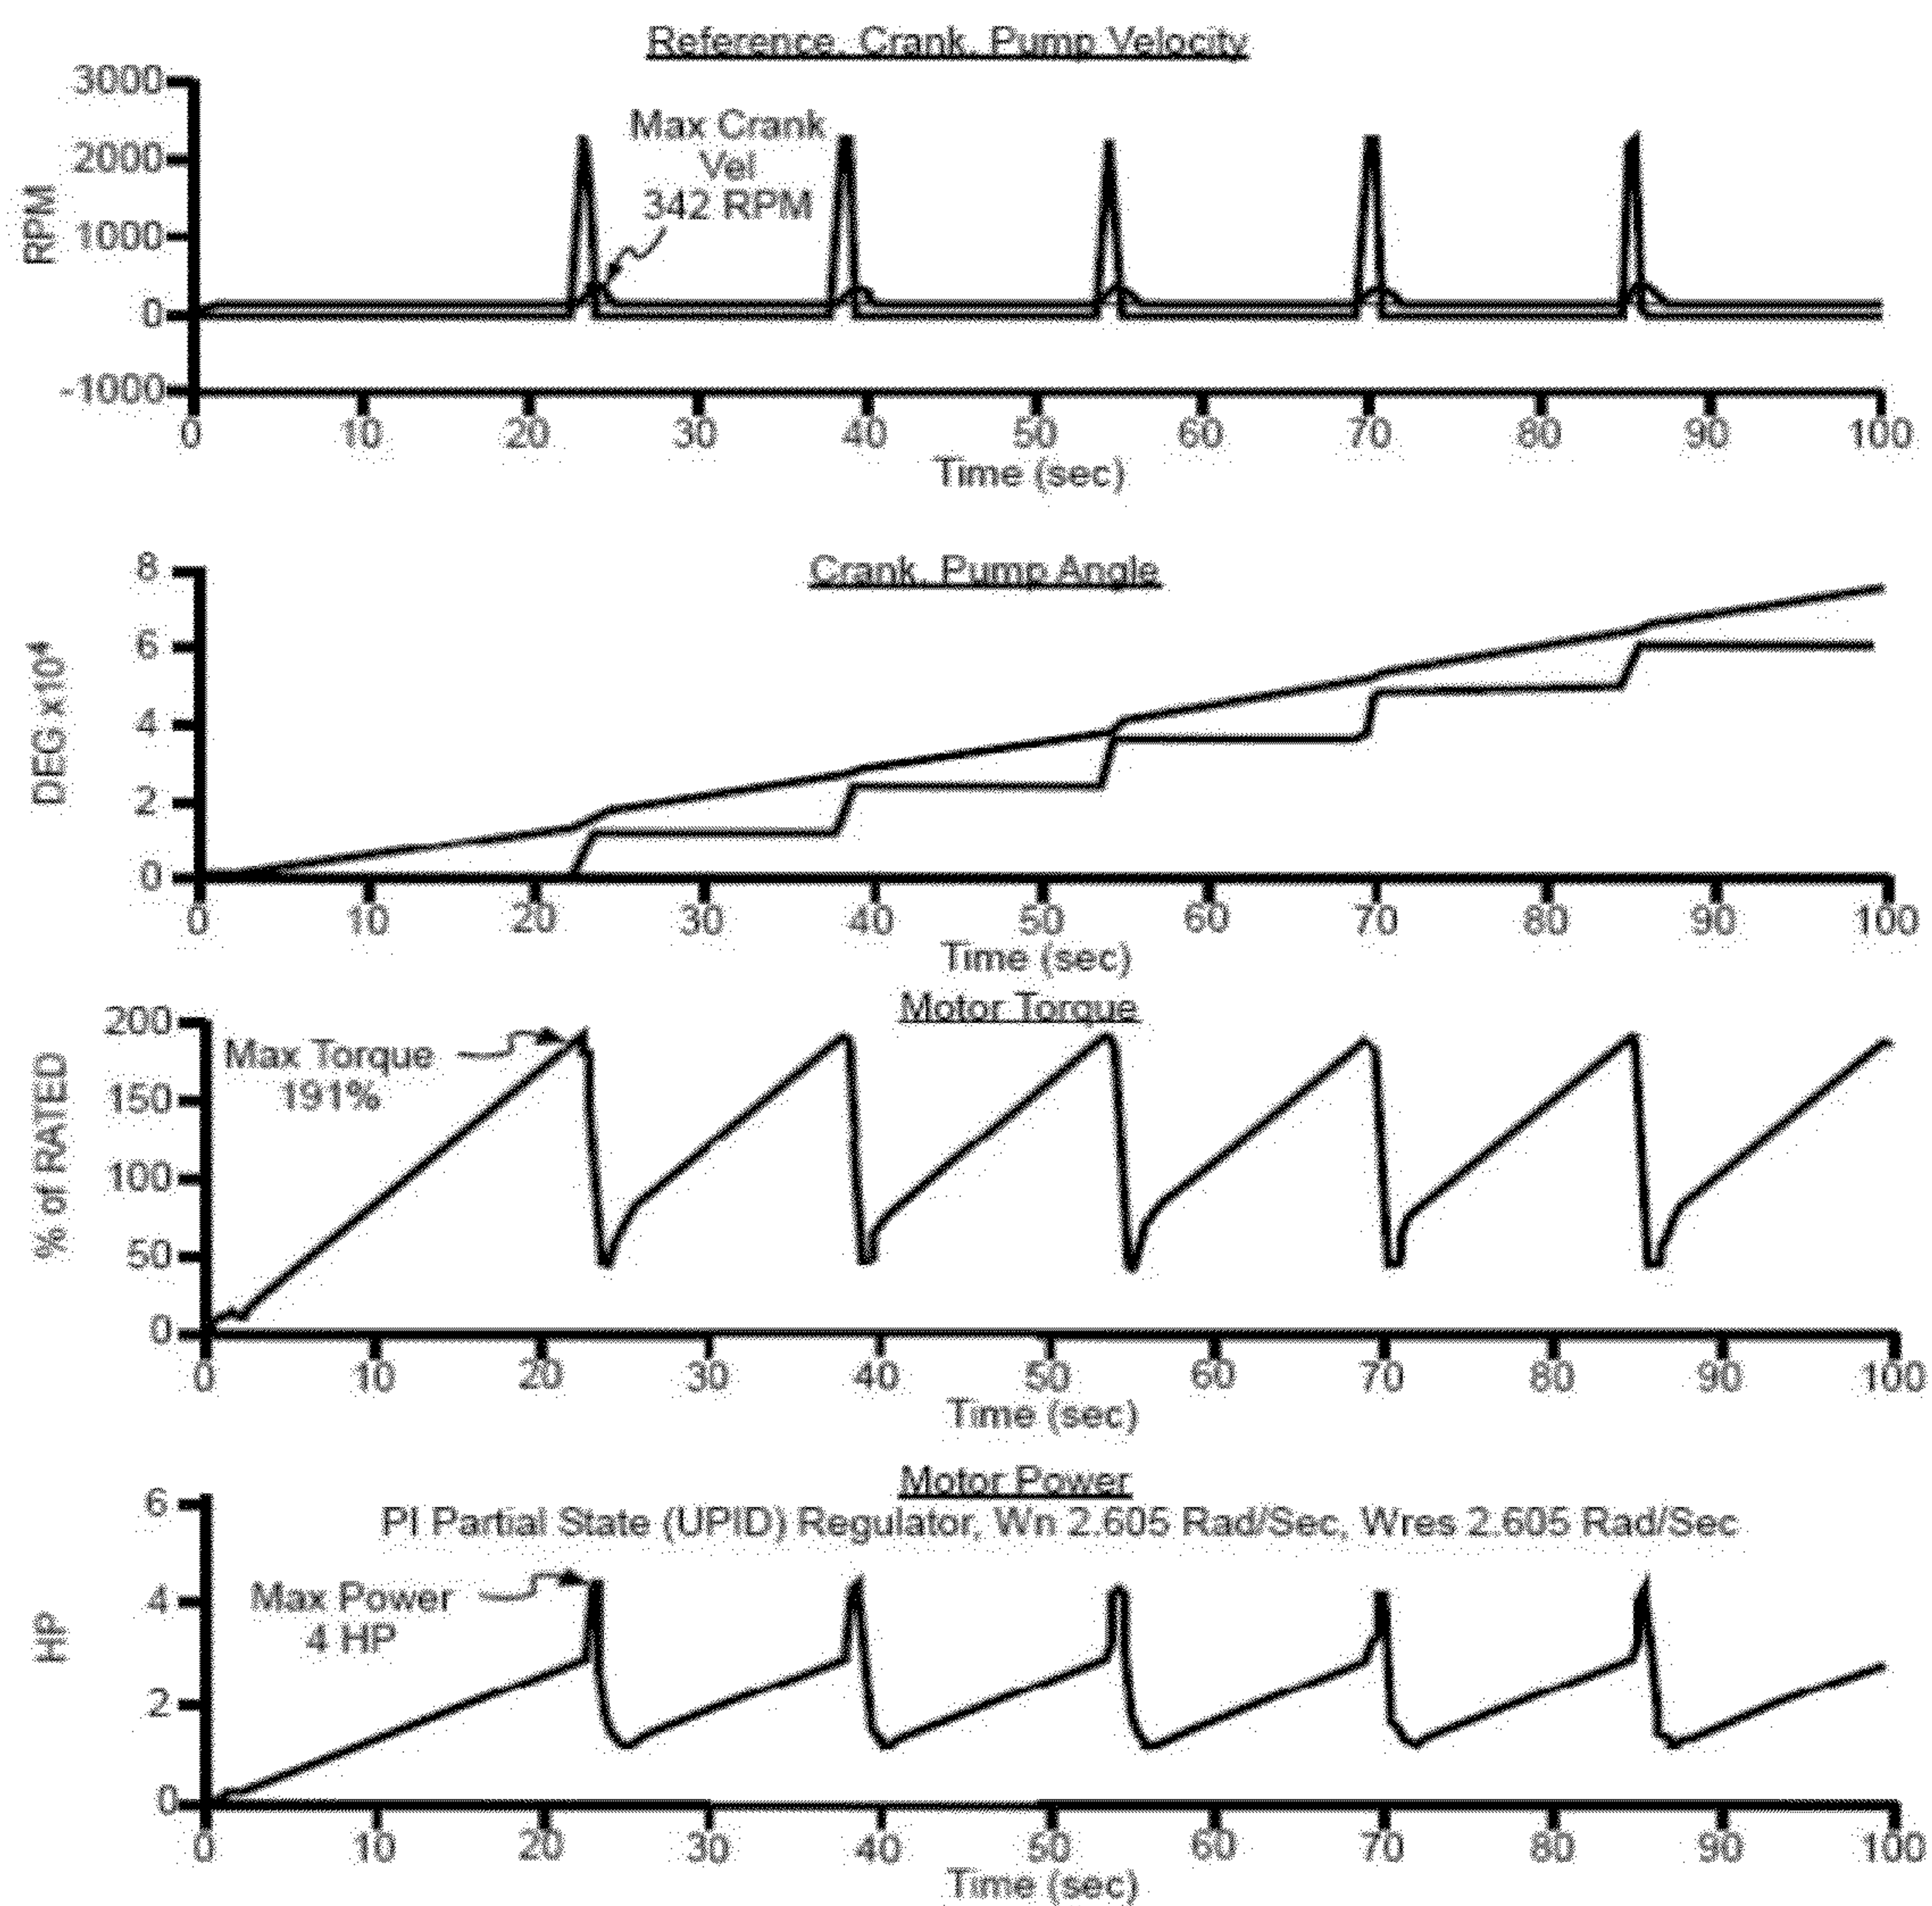 Reference, Crank, Pump Velocity
3000
2000
1000
0
-1000
RPM
Max Crank
Vel
342 RPM
0 10 20 30 40 50 60 70 80 90 100
Time (sec)
Crank, Pump Angle
8
6
4
2
0
DEG x10⁴
0 10 20 30 40 50 60 70 80 90 100
Time (sec)
Motor Torque
200
150
100
50
0
% of RATED
Max Torque
191%
0 10 20 30 40 50 60 70 80 90 100
Time (sec)
Motor Power
PI Partial State (UPID) Regulator, Wn 2.605 Rad/Sec, Wres 2.605 Rad/Sec
6
4
2
0
HP
Max Power
4 HP
0 10 20 30 40 50 60 70 80 90 100
Time (sec)